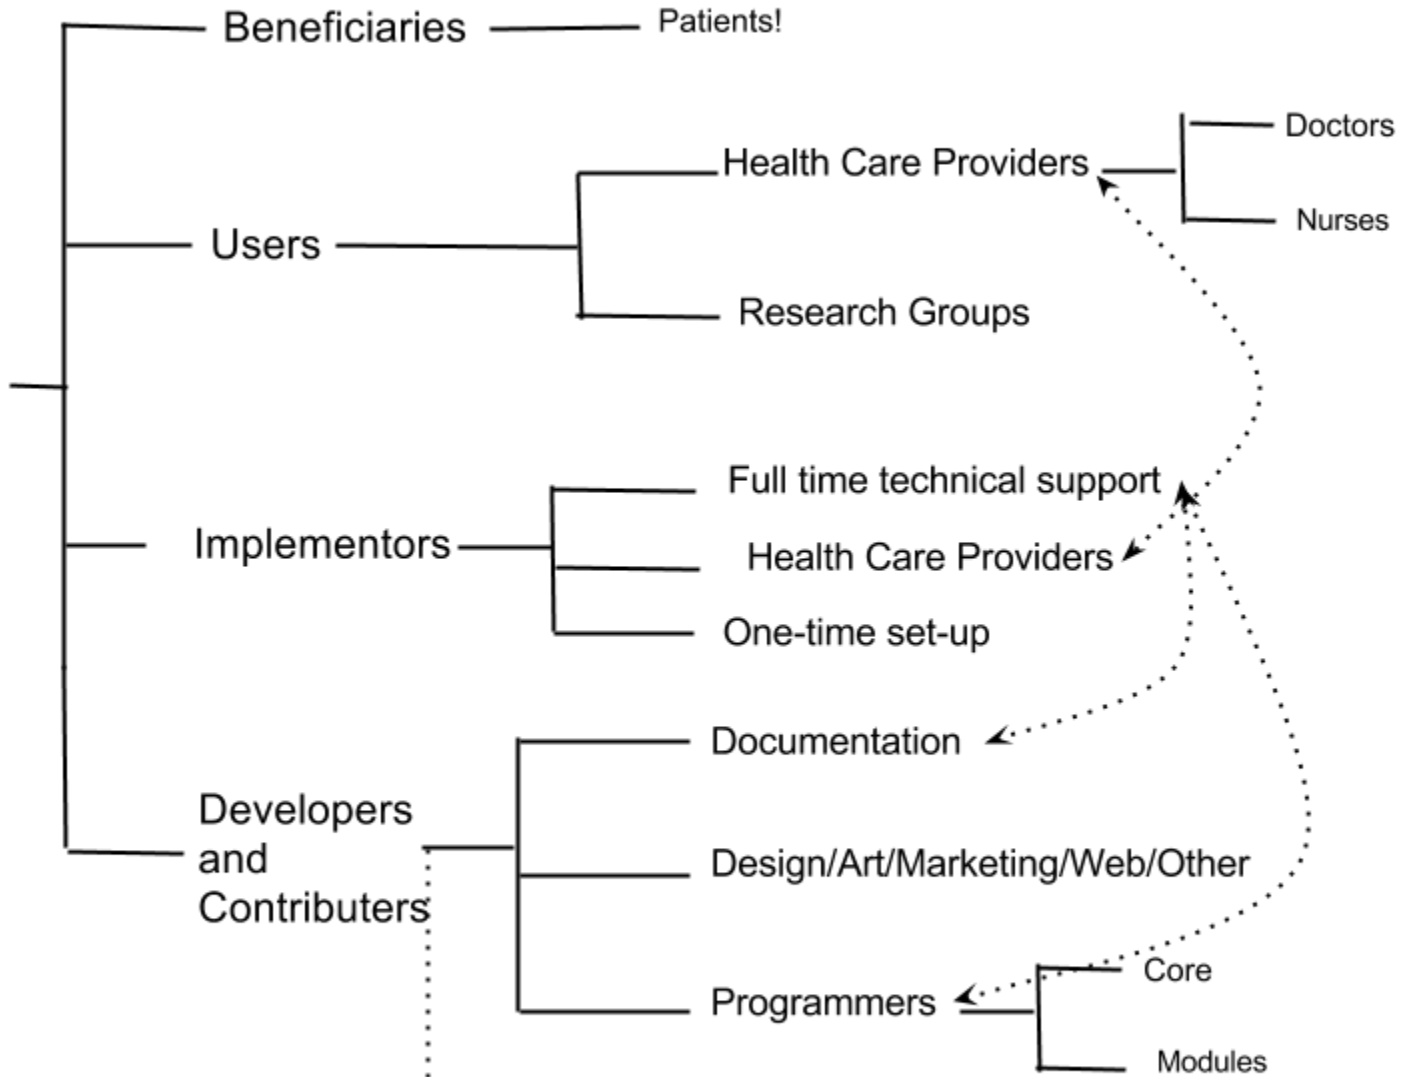 Beneficiaries
Patients!
Doctors
Health Care Providers
Nurses
Users
Research Groups
Full time technical support
Implementors
Health Care Providers
One-time set-up
Documentation
Developers
and
Contributers
Design/Art/Marketing/Web/Other
Core
Programmers
Modules